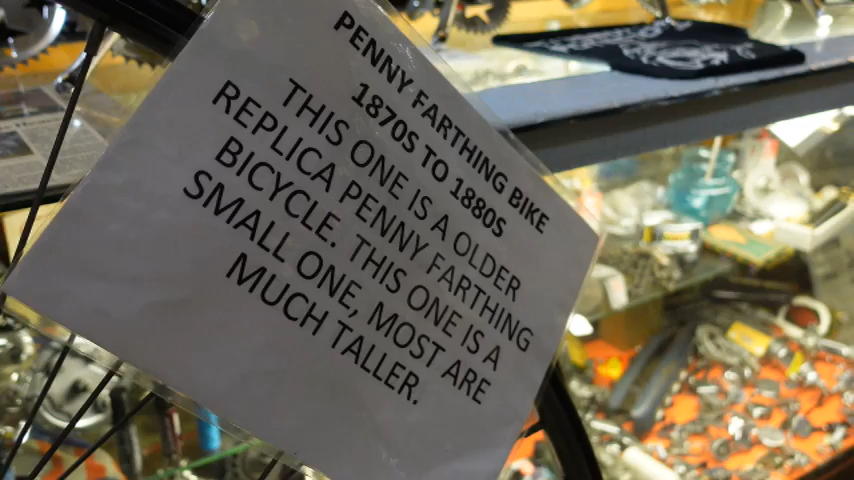 PENNY FARTHING BIKE
1870S TO 1880S
THIS ONE IS A OLDER
REPLICA PENNY FARTHING
BICYCLE. THIS ONE IS A
SMALL ONE, MOST ARE
MUCH TALLER.